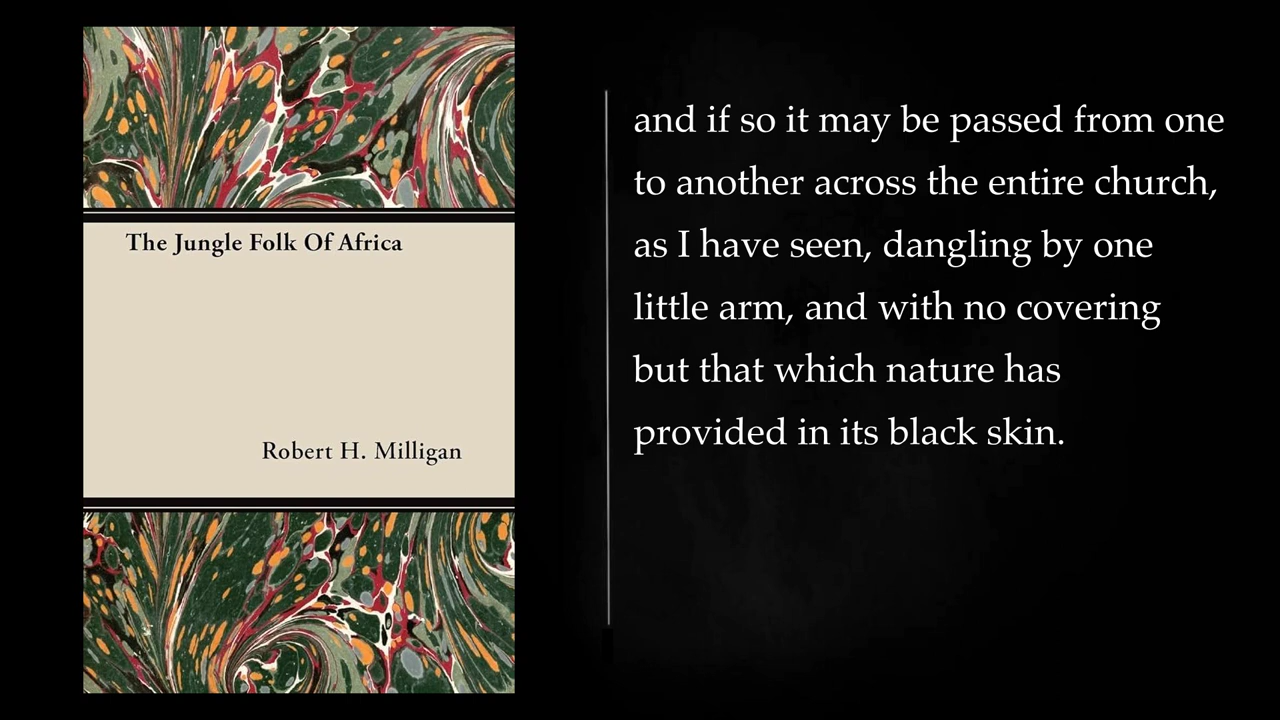 The Jungle Folk Of Africa
Robert H. Milligan
and if so it may be passed from one
to another across the entire church,
as I have seen, dangling by one
little arm, and with no covering
but that which nature has
provided in its black skin.